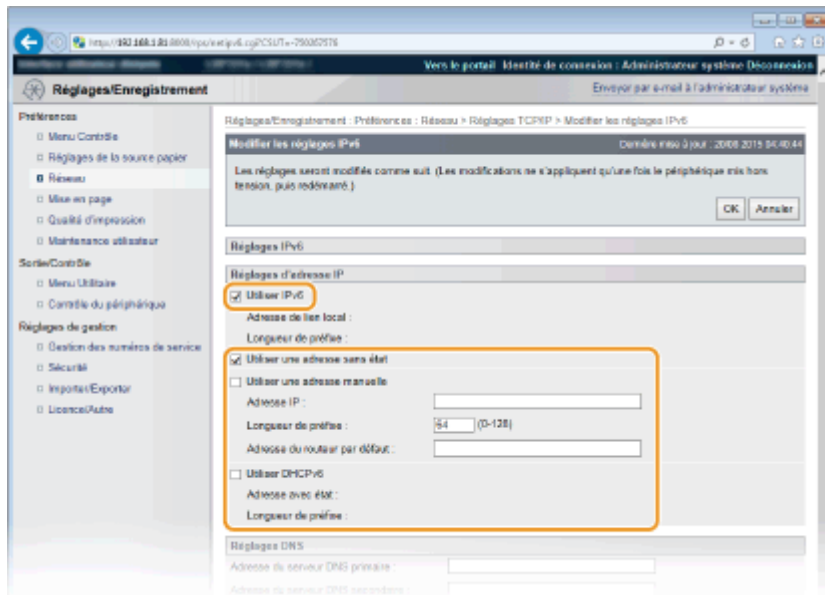 Vers le portail Identité de connexion : Administrateur système Déconnexion
Réglages/Enregistrement
Envoyer par e-mail à l'administrateur système
Préférences
Menu Contrôle
Réglages de la source papier
Réseau
Mise en page
Qualité d'impression
Maintenance utilisateur
Sortie/Contrôle
Menu Utilitaire
Contrôle du périphérique
Réglages de gestion
Gestion des numéros de service
Sécurité
Importer/Exporter
Licence/Autre
Réglages/Enregistrement : Préférences : Réseau > Réglages TCP/IP > Modifier les réglages IPv6
Modifier les réglages IPv6
Dernière mise à jour : 2015 04:40:44
Les réglages seront modifiés comme suit. (Les modifications ne s'appliquent qu'une fois le périphérique mis hors
tension, puis redémarré.)
OK Annuler
Réglages IPv6
Réglages d'adresse IP
Utiliser IPv6
Adresse de lien local :
Longueur de préfixe :
Utiliser une adresse sans état
Utiliser une adresse manuelle
Adresse IP :
Longueur de préfixe : 64 (0-128)
Adresse du routeur par défaut :
Utiliser DHCPv6
Adresse avec état :
Longueur de préfixe :
Réglages DNS
Adresse du serveur DNS primaire :
Adresse du serveur DNS secondaire :